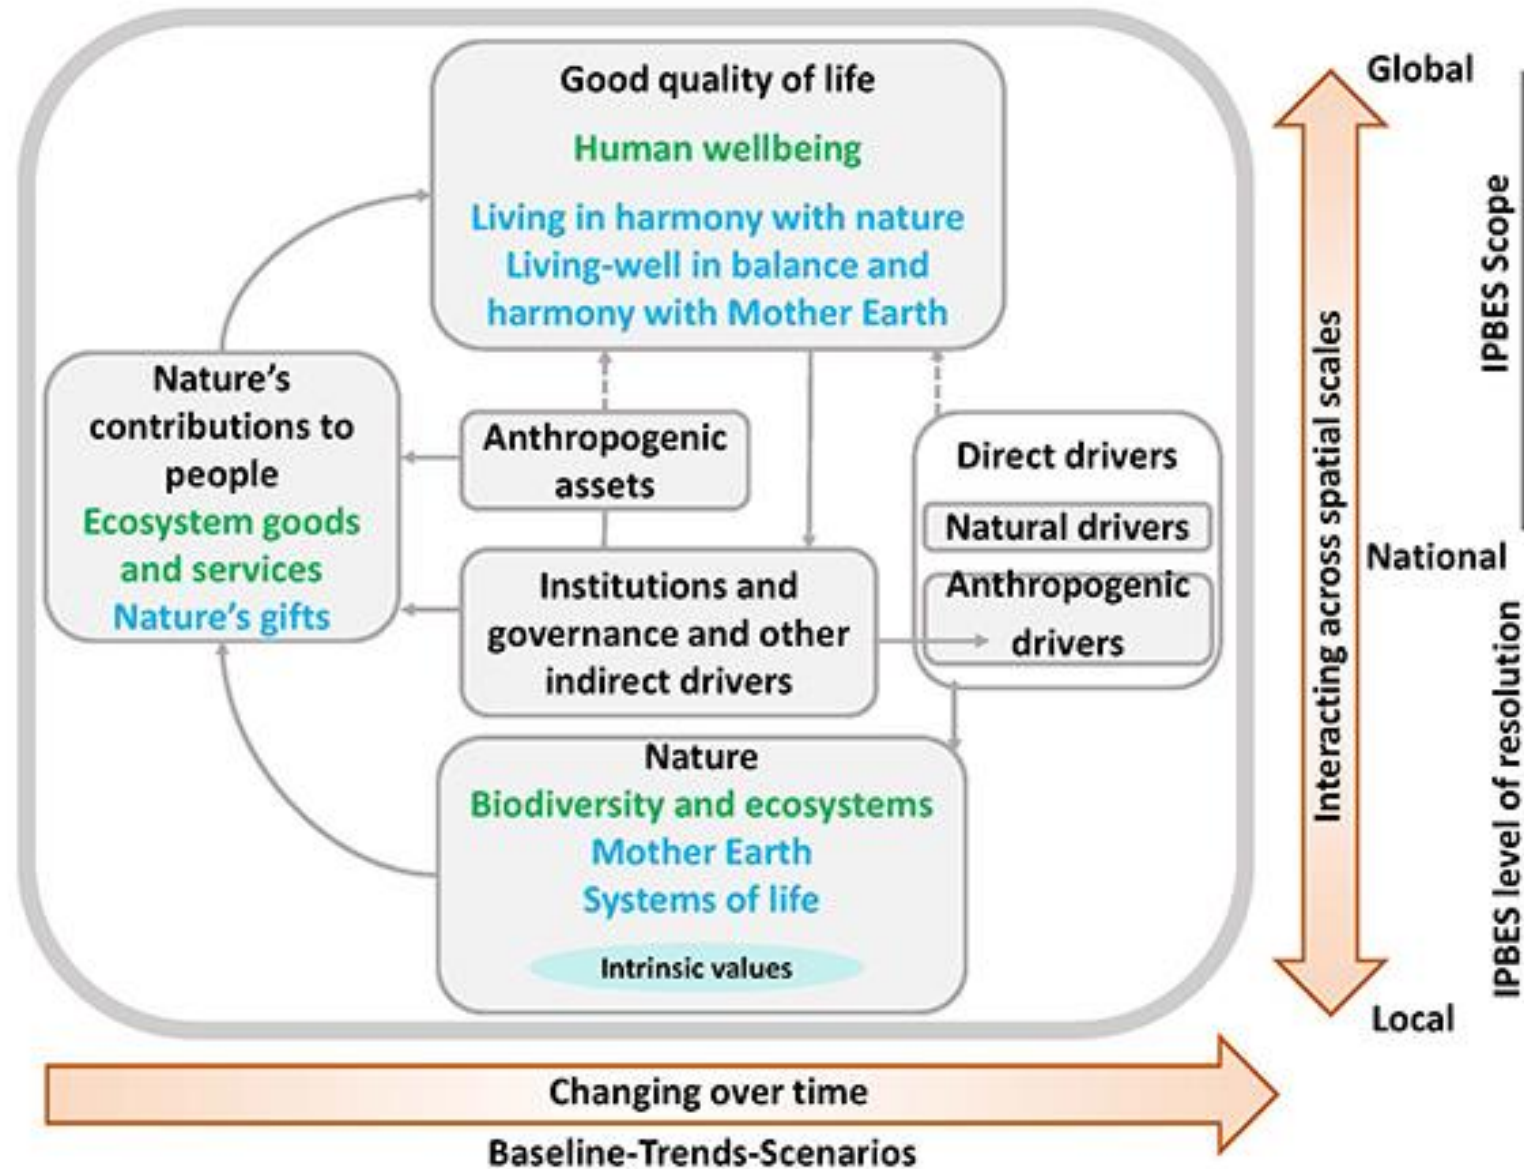 Good quality of life
Human wellbeing
Living in harmony with nature
Living-well in balance and
harmony with Mother Earth
Nature's
contributions to
people
Ecosystem goods
and services
Nature's gifts
Anthropogenic
assets
Institutions and
governance and other
indirect drivers
Direct drivers
Natural drivers
Anthropogenic
drivers
Nature
Biodiversity and ecosystems
Mother Earth
Systems of life
Intrinsic values
Global
National
Local
Interacting across spatial scales
IPBES Scope
IPBES level of resolution
Changing over time
Baseline-Trends-Scenarios